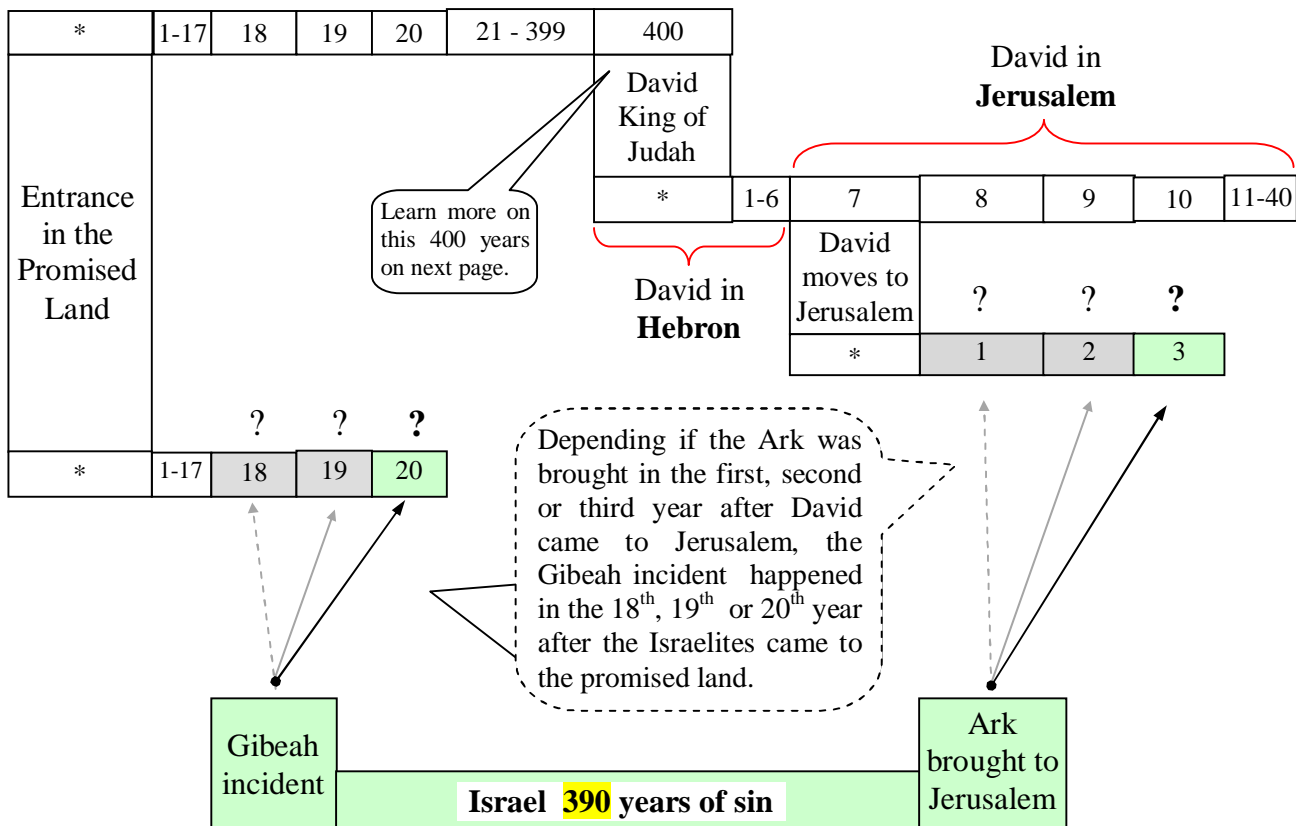 * 1-17 18 19 20 21 - 399 400
David
King of
Judah
David in
Jerusalem
Entrance
in the
Promised
Land
Learn more on
this 400 years
on next page.
* 1-6 7 8 9 10 11-40
David in
Hebron
David
moves to
Jerusalem
? ? ?
* 1 2 3
? ? ?
* 1-17 18 19 20
Depending if the Ark was
brought in the first, second
or third year after David
came to Jerusalem, the
Gibeah incident happened
in the 18th, 19th or 20th year
after the Israelites came to
the promised land.
Gibeah
incident
Ark
brought to
Jerusalem
Israel 390 years of sin